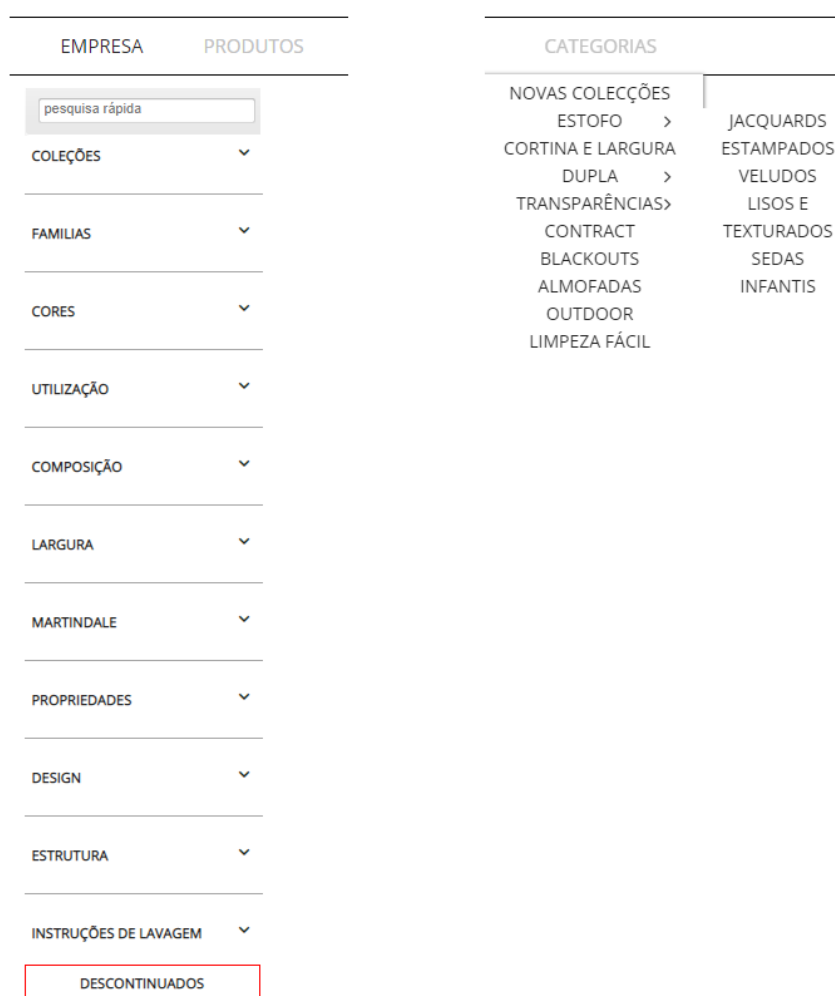 EMPRESA PRODUTOS
pesquisa rápida
COLEÇÕES
FAMILIAS
CORES
UTILIZAÇÃO
COMPOSIÇÃO
LARGURA
MARTINDALE
PROPRIEDADES
DESIGN
ESTRUTURA
INSTRUÇÕES DE LAVAGEM
DESCONTINUADOS
CATEGORIAS
NOVAS COLECÇÕES
ESTOFO >
CORTINA E LARGURA
DUPLA >
TRANSPARÊNCIAS>
CONTRACT
BLACKOUTS
ALMOFADAS
OUTDOOR
LIMPEZA FÁCIL
JACQUARDS
ESTAMPADOS
VELUDOS
LISOS E
TEXTURADOS
SEDAS
INFANTIS